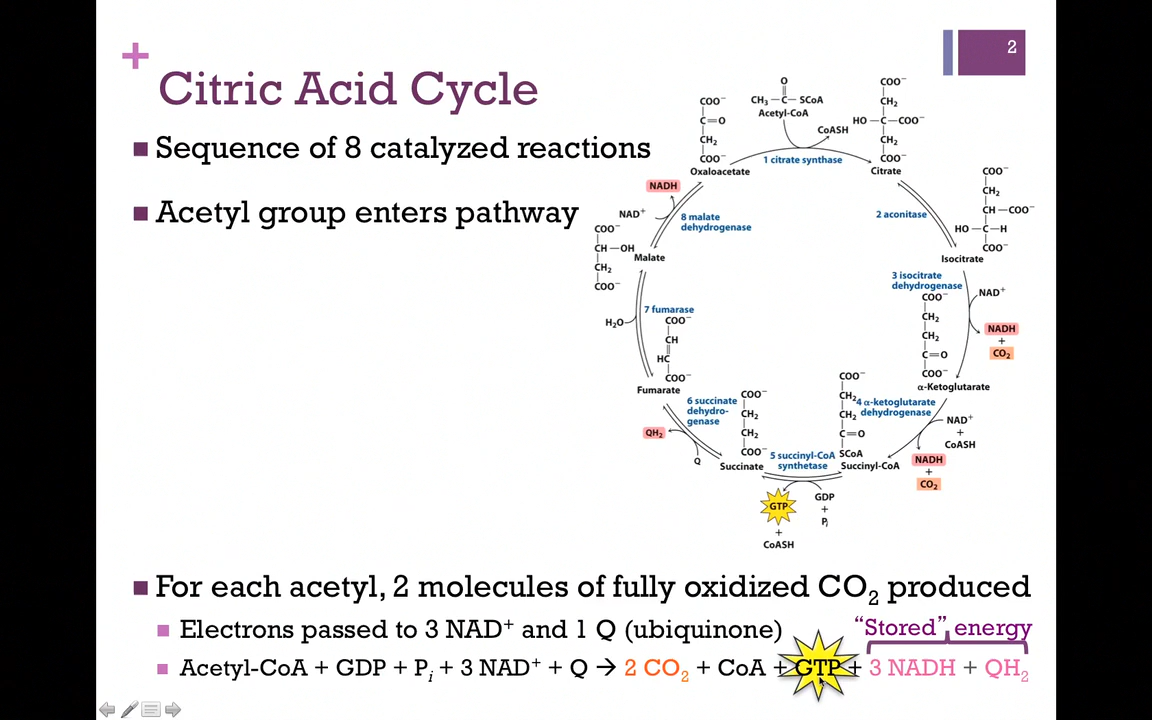 2
+
Citric Acid Cycle
■ Sequence of 8 catalyzed reactions
■ Acetyl group enters pathway
O
||
CH₃ — C — SCoA
Acetyl-CoA
CoASH
1 citrate synthase
COO⁻
C=O
CH₂
COO⁻
Oxaloacetate
COO⁻
CH₂
HO — C — COO⁻
CH₂
COO⁻
Citrate
2 aconitase
COO⁻
CH₂
CH — COO⁻
HO — C — H
COO⁻
Isocitrate
3 isocitrate
dehydrogenase
NAD⁺
NADH
+
CO₂
COO⁻
CH₂
CH₂
C=O
COO⁻
α-Ketoglutarate
4 α-ketoglutarate
dehydrogenase
NAD⁺
+
CoASH
NADH
+
CO₂
COO⁻
CH₂
CH₂
C=O
SCoA
Succinyl-CoA
5 succinyl-CoA
synthetase
GDP
+
Pᵢ
GTP
+
CoASH
COO⁻
CH₂
CH₂
COO⁻
Succinate
6 succinate
dehydro-
genase
Q
QH₂
COO⁻
CH
HC
COO⁻
Fumarate
7 fumarase
H₂O
COO⁻
CH — OH
CH₂
COO⁻
Malate
8 malate
dehydrogenase
NAD⁺
NADH
■ For each acetyl, 2 molecules of fully oxidized CO₂ produced
■ Electrons passed to 3 NAD⁺ and 1 Q (ubiquinone)
“Stored” energy
■ Acetyl-CoA + GDP + Pᵢ + 3 NAD⁺ + Q → 2 CO₂ + CoA + GTP + 3 NADH + QH₂